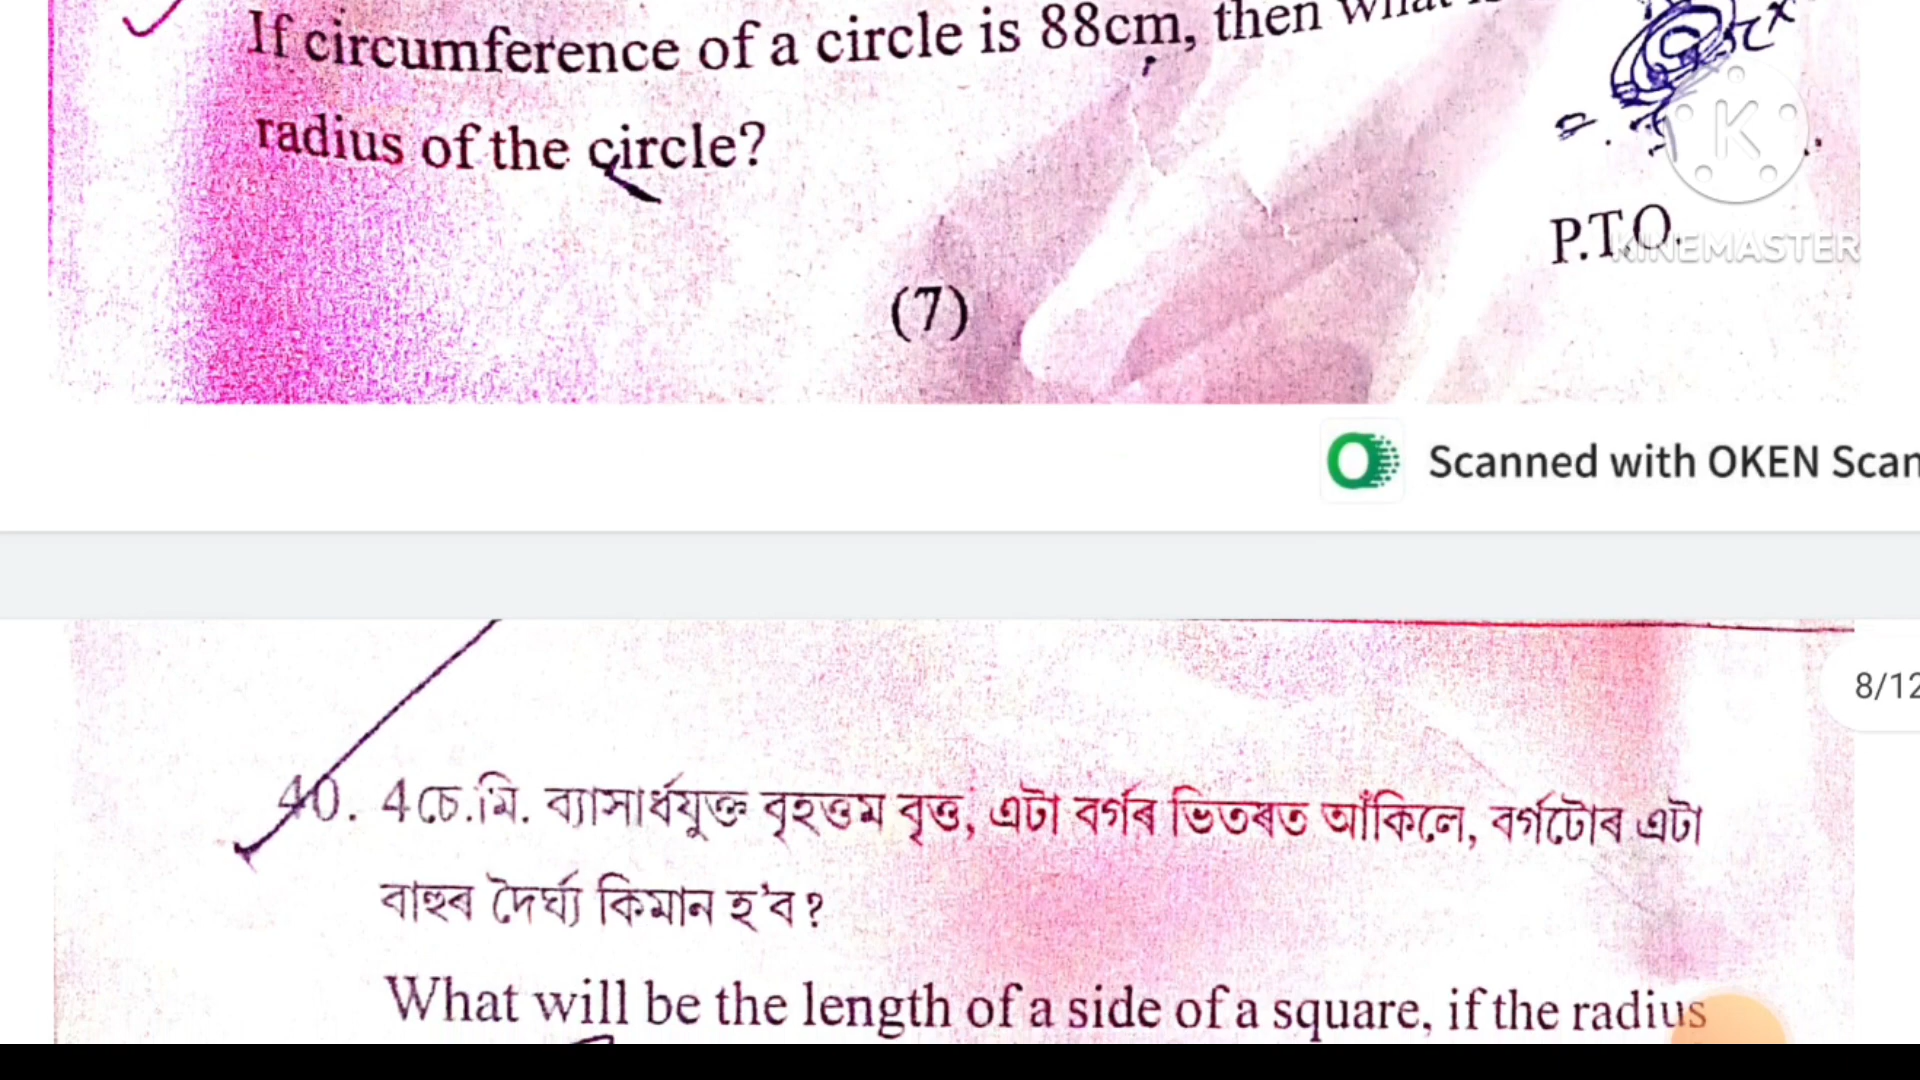 If circumference of a circle is 88cm, then what
radius of the circle?
P.T.O.
KINEMASTER
(7)
Scanned with OKEN Scan
8/12
40. 4 চে.মি. ব্যাসার্ধযুক্ত বৃহত্তম বৃত্ত, এটা বৰ্গৰ ভিতৰত আঁকিলে, বৰ্গটোৰ এটা
বাহুৰ দৈৰ্ঘ্য কিমান হ'ব?
What will be the length of a side of a square, if the radius